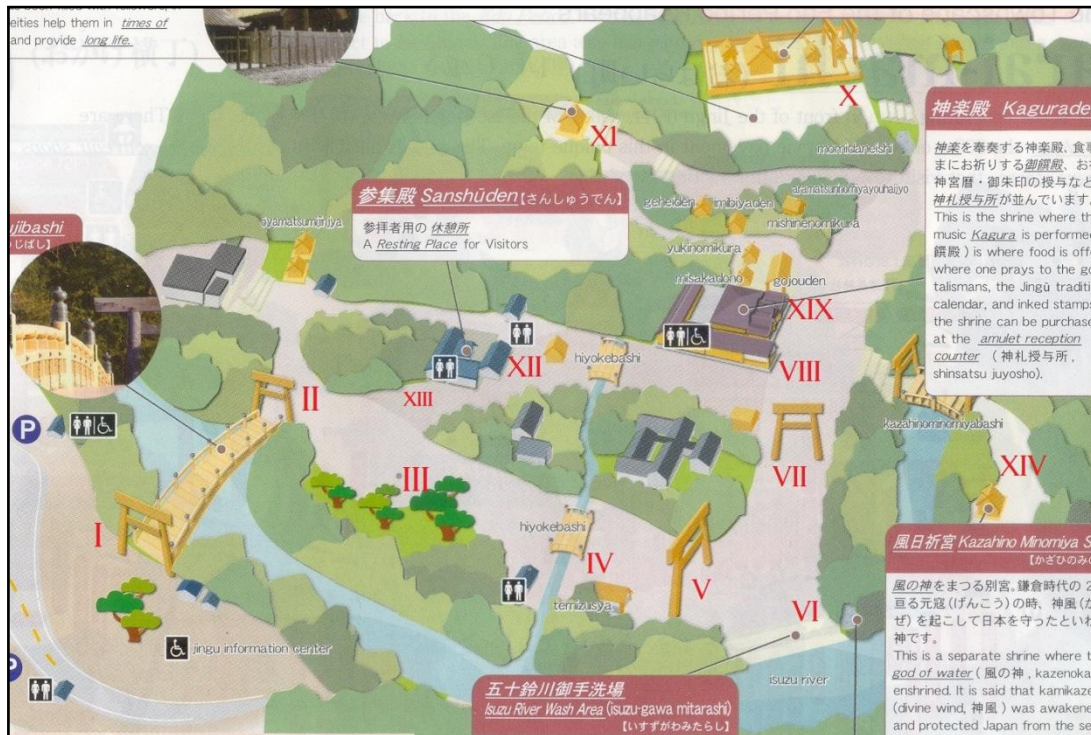 eities help them in times of
and provide long life.
X
XI
momidaneishi
神楽殿 Kagurade
神楽を奏する神楽殿、食事
まにお祈りする御饌殿、お
神宮暦・御朱印の授与など
神札授与所が並んでいます。
This is the shrine where
music Kagura is performed
饌殿) is where food is off
where one prays to the go
talismans, the Jingū traditi
calendar, and inked stamps
the shrine can be purchas
at the amulet reception
counter (神札授与所,
shinsatsu juyosho).
参集殿 Sanshūden【さんしゅうでん】
参拝者用の 休憩所
A Resting Place for Visitors
geheiden
imibiyaden
mishinenomikura
yukinomikura
misakadono
gojouden
ujibashi
じばし】
XIX
VIII
XII
XIII
hiyokebashi
II
P
III
VII
kazahinominomiyabashi
XIV
I
hiyokebashi
IV
V
VI
temizusya
jingu information center
P
isuzu river
五十鈴川御手洗場
Isuzu River Wash Area (isuzu-gawa mitarashi)
【いすずがわみたらし】
風日祈宮 Kazahino Minomiya S
【かざひのみの
風の神をまつる別宮。鎌倉時代の２
亘る元寇(げんこう)の時、神風(か
ぜ)を起こして日本を守ったといわ
神です。
This is a separate shrine where t
god of water (風の神, kazenoka
enshrined. It is said that kamikaze
(divine wind, 神風) was awakene
and protected Japan from the se